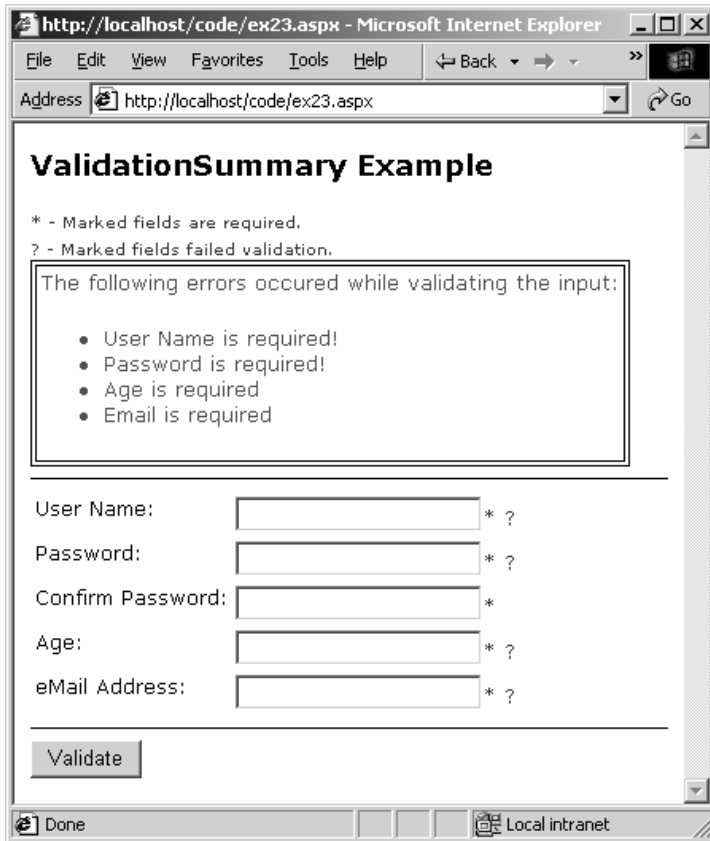 http://localhost/code/ex23.aspx - Microsoft Internet Explorer
File Edit View Favorites Tools Help Back »
Address http://localhost/code/ex23.aspx Go
ValidationSummary Example
* - Marked fields are required.
? - Marked fields failed validation.
The following errors occured while validating the input:
• User Name is required!
• Password is required!
• Age is required
• Email is required
User Name: * ?
Password: * ?
Confirm Password: *
Age: * ?
eMail Address: * ?
Validate
Done Local intranet